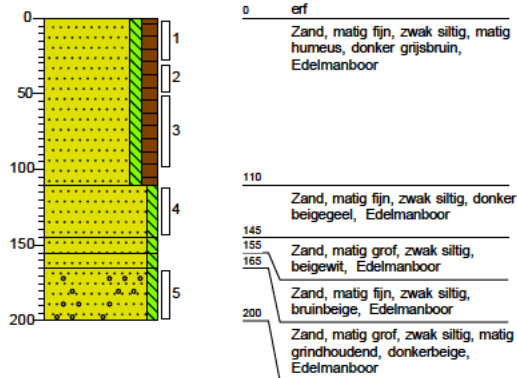 0
50
100
150
200
1
2
3
4
5
0 erf
Zand, matig fijn, zwak siltig, matig
humeus, donker grijsbruin,
Edelmanboor
110
Zand, matig fijn, zwak siltig, donker
beigegeel, Edelmanboor
145
155
Zand, matig grof, zwak siltig,
beigewit, Edelmanboor
165
Zand, matig fijn, zwak siltig,
bruinbeige, Edelmanboor
200
Zand, matig grof, zwak siltig, matig
grindhoudend, donkerbeige,
Edelmanboor